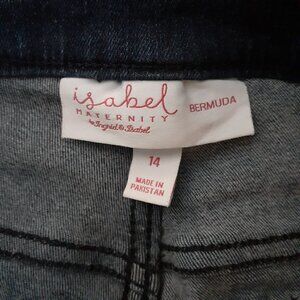 isabel
MATERNITY
by Ingrid & Isabel
BERMUDA
14
MADE IN
PAKISTAN